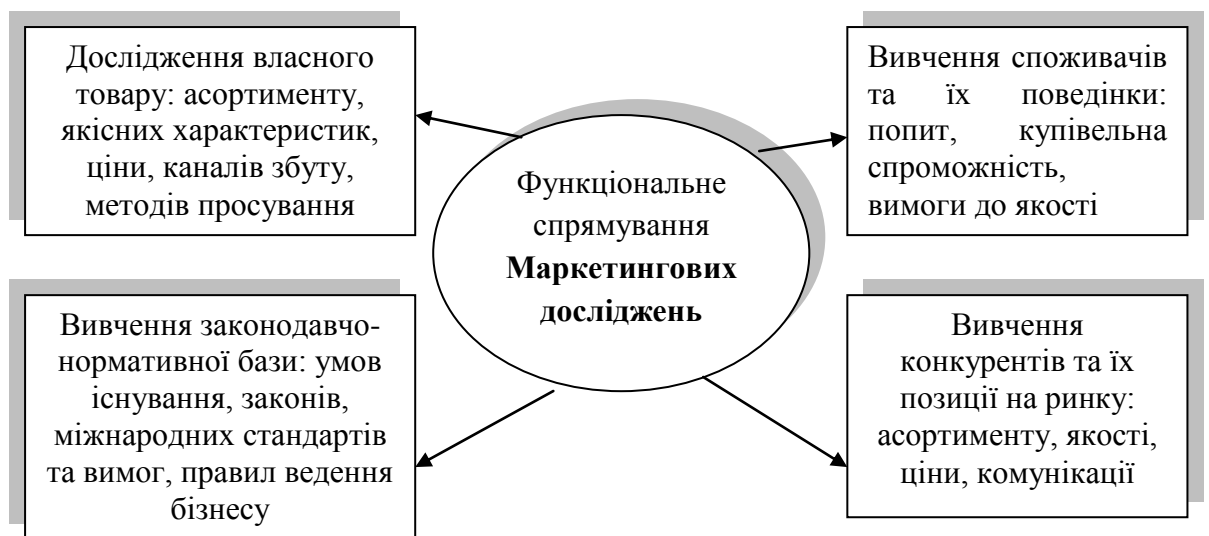 Дослідження власного
товару: асортименту,
якісних характеристик,
ціни, каналів збуту,
методів просування
Вивчення споживачів
та їх поведінки:
попит, купівельна
спроможність,
вимоги до якості
Функціональне
спрямування
Маркетингових
досліджень
Вивчення законодавчо-
нормативної бази: умов
існування, законів,
міжнародних стандартів
та вимог, правил ведення
бізнесу
Вивчення
конкурентів та їх
позиції на ринку:
асортименту, якості,
ціни, комунікації